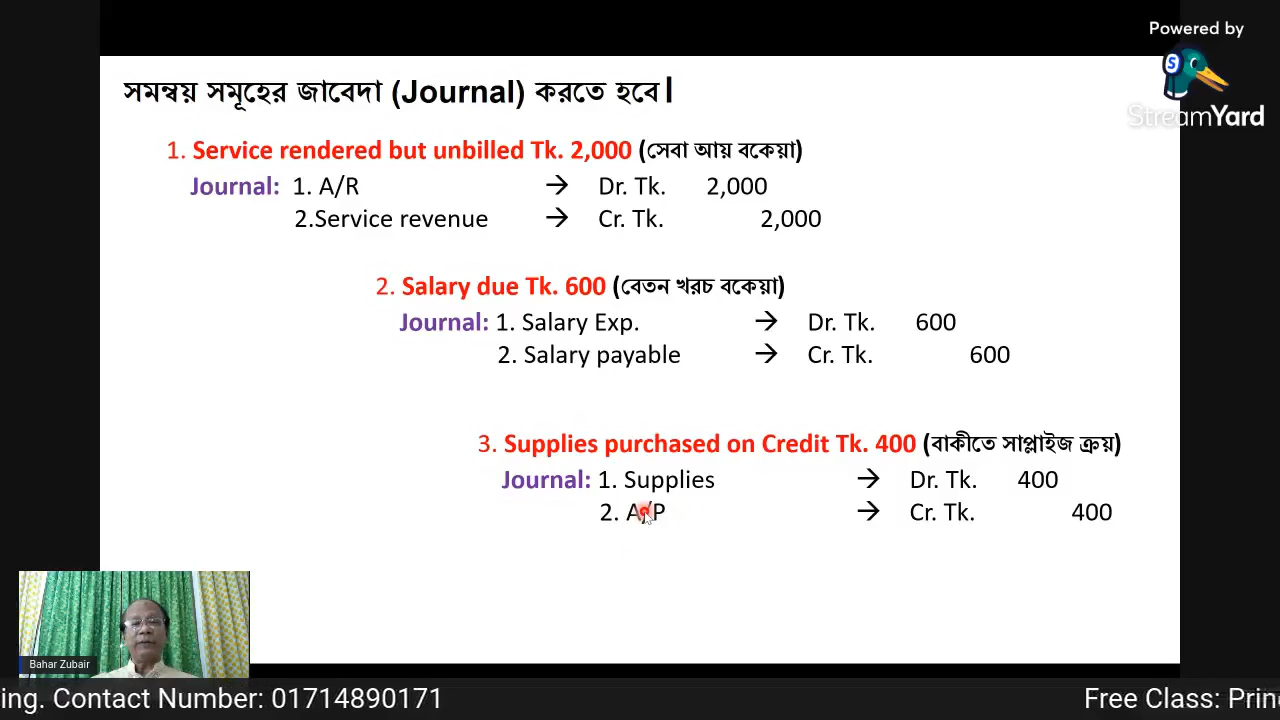 Powered by
StreamYard
সমন্বয় সমূহের জাবেদা (Journal) করতে হবে।
1. Service rendered but unbilled Tk. 2,000 (সেবা আয় বকেয়া)
Journal: 1. A/R → Dr. Tk. 2,000
2.Service revenue → Cr. Tk. 2,000
2. Salary due Tk. 600 (বেতন খরচ বকেয়া)
Journal: 1. Salary Exp. → Dr. Tk. 600
2. Salary payable → Cr. Tk. 600
3. Supplies purchased on Credit Tk. 400 (বাকীতে সাপ্লাইজ ক্রয়)
Journal: 1. Supplies → Dr. Tk. 400
2. A/P → Cr. Tk. 400
Bahar Zubair
ing. Contact Number: 01714890171 Free Class: Prin